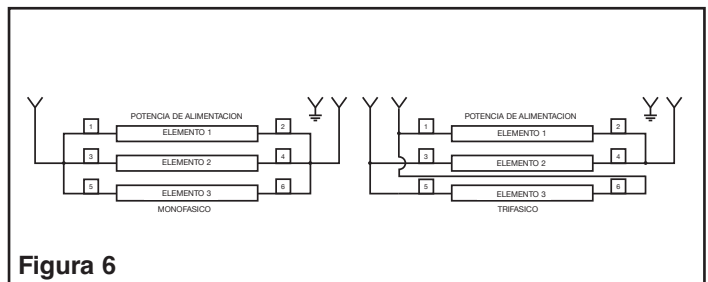 POTENCIA DE ALIMENTACION
1
ELEMENTO 1
2
3
ELEMENTO 2
4
5
ELEMENTO 3
6
MONOFASICO
POTENCIA DE ALIMENTACION
1
ELEMENTO 1
2
3
ELEMENTO 2
4
5
ELEMENTO 3
6
TRIFASICO
Figura 6